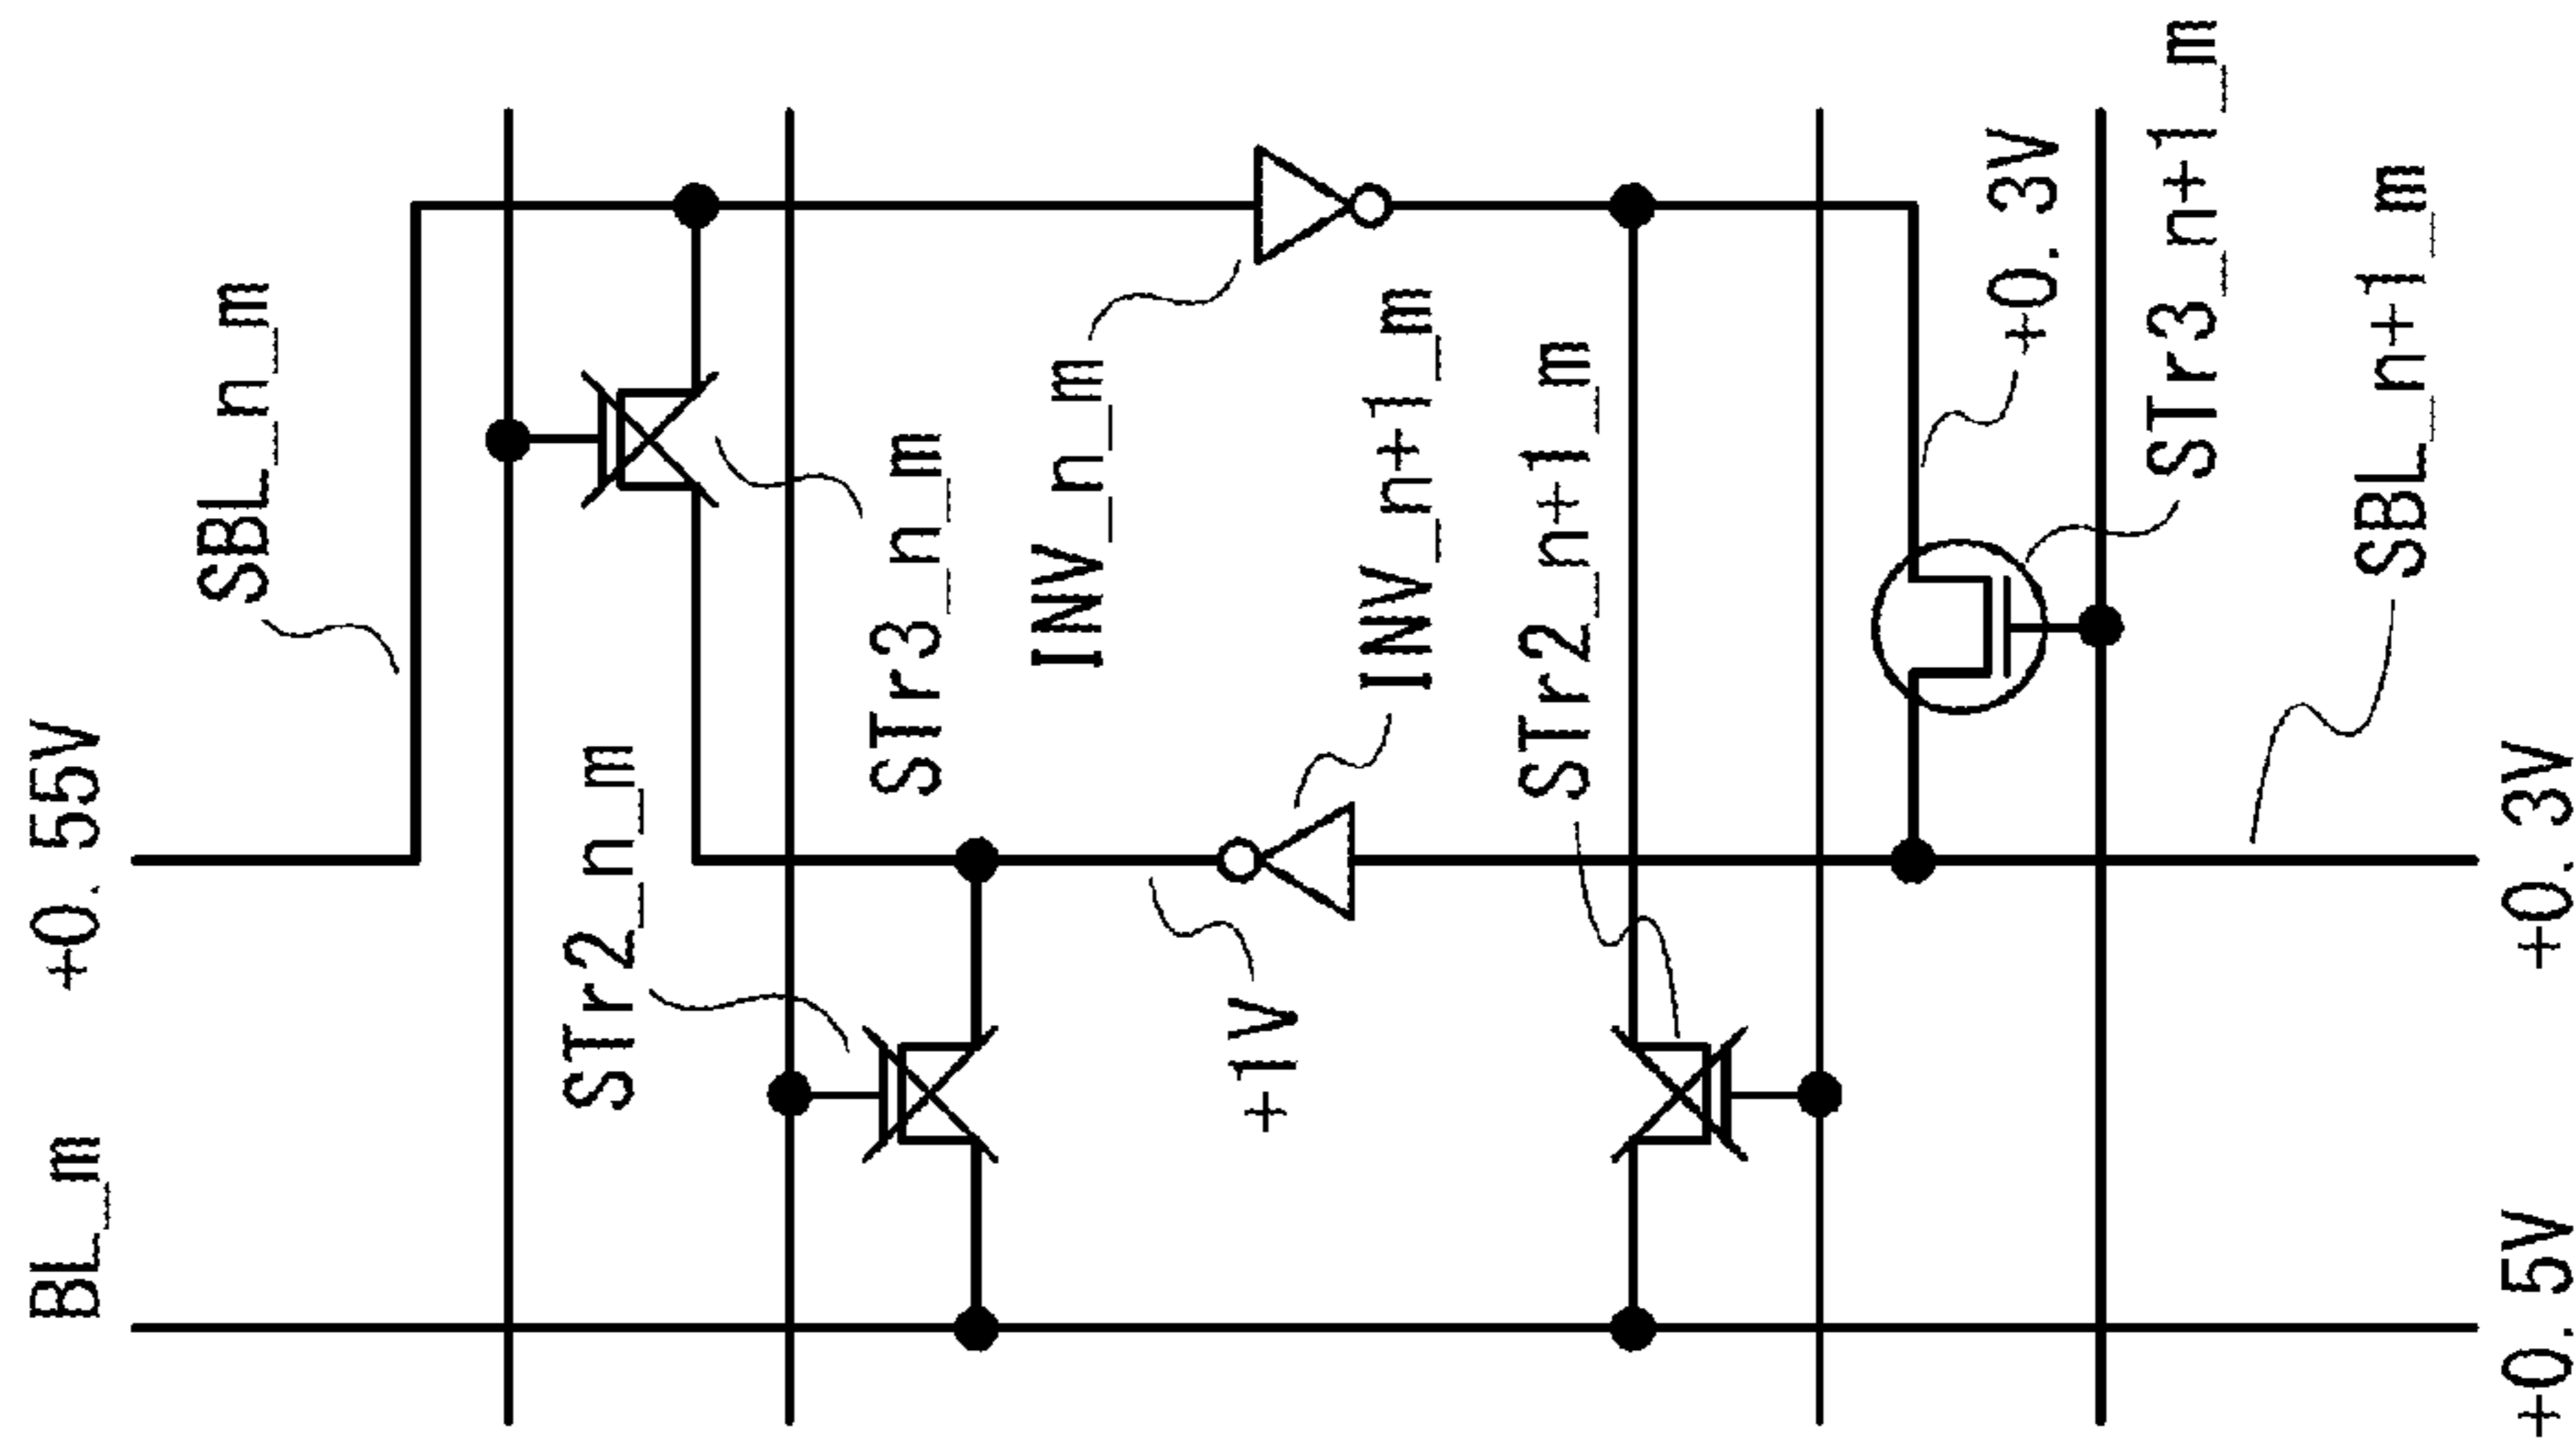 BL_m
+0. 55V
SBL_n_m
STr2_n_m
STr3_n_m
INV_n_m
+1V
INV_n+1_m
STr2_n+1_m
+0. 3V
STr3_n+1_m
SBL_n+1_m
+0. 5V
+0. 3V